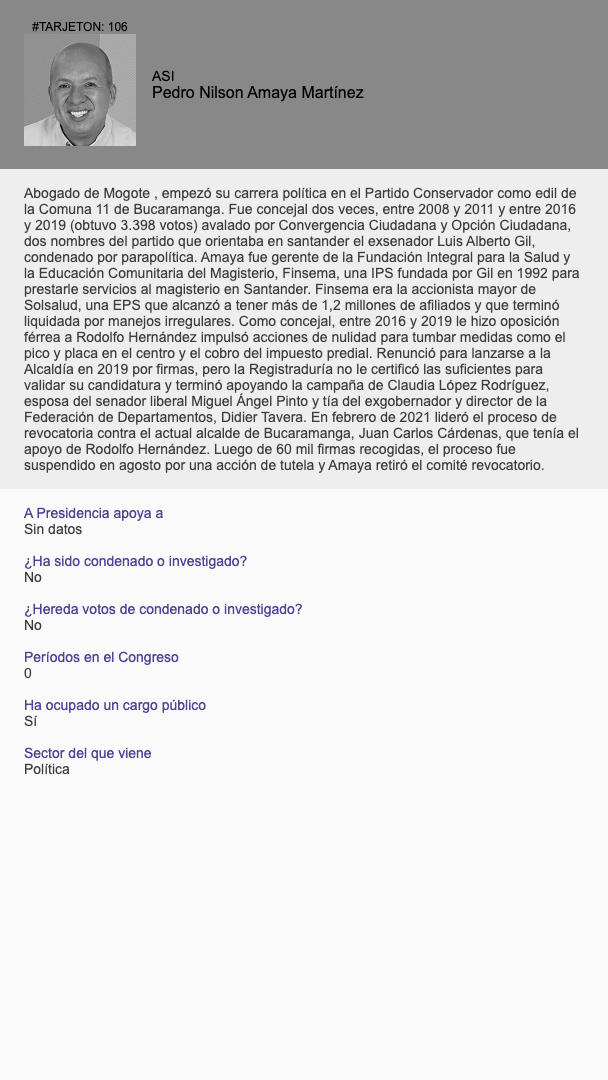 #TARJETON: 106
ASI
Pedro Nilson Amaya Martínez
Abogado de Mogote , empezó su carrera política en el Partido Conservador como edil de
la Comuna 11 de Bucaramanga. Fue concejal dos veces, entre 2008 y 2011 y entre 2016
y 2019 (obtuvo 3.398 votos) avalado por Convergencia Ciudadana y Opción Ciudadana,
dos nombres del partido que orientaba en santander el exsenador Luis Alberto Gil,
condenado por parapolítica. Amaya fue gerente de la Fundación Integral para la Salud y
la Educación Comunitaria del Magisterio, Finsema, una IPS fundada por Gil en 1992 para
prestarle servicios al magisterio en Santander. Finsema era la accionista mayor de
Solsalud, una EPS que alcanzó a tener más de 1,2 millones de afiliados y que terminó
liquidada por manejos irregulares. Como concejal, entre 2016 y 2019 le hizo oposición
férrea a Rodolfo Hernández impulsó acciones de nulidad para tumbar medidas como el
pico y placa en el centro y el cobro del impuesto predial. Renunció para lanzarse a la
Alcaldía en 2019 por firmas, pero la Registraduría no le certificó las suficientes para
validar su candidatura y terminó apoyando la campaña de Claudia López Rodríguez,
esposa del senador liberal Miguel Ángel Pinto y tía del exgobernador y director de la
Federación de Departamentos, Didier Tavera. En febrero de 2021 lideró el proceso de
revocatoria contra el actual alcalde de Bucaramanga, Juan Carlos Cárdenas, que tenía el
apoyo de Rodolfo Hernández. Luego de 60 mil firmas recogidas, el proceso fue
suspendido en agosto por una acción de tutela y Amaya retiró el comité revocatorio.
A Presidencia apoya a
Sin datos
¿Ha sido condenado o investigado?
No
¿Hereda votos de condenado o investigado?
No
Períodos en el Congreso
0
Ha ocupado un cargo público
Sí
Sector del que viene
Política